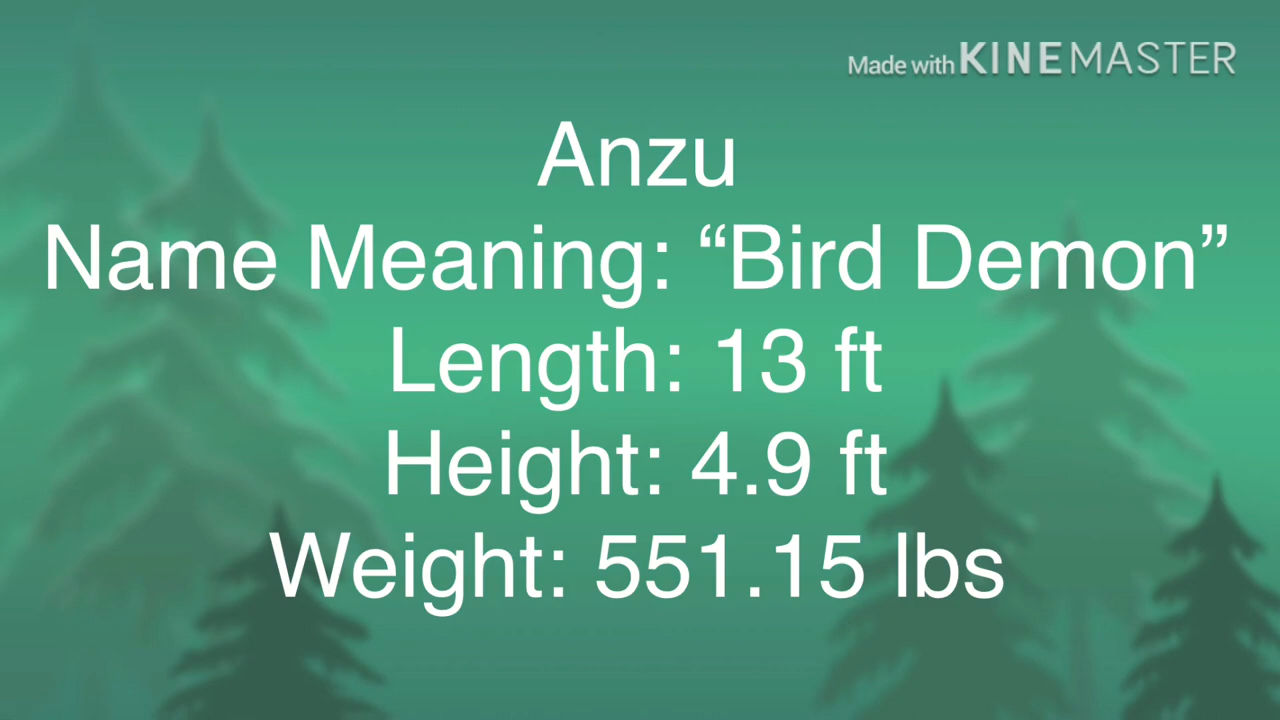 Made with KINEMASTER
Anzu
Name Meaning: “Bird Demon”
Length: 13 ft
Height: 4.9 ft
Weight: 551.15 lbs